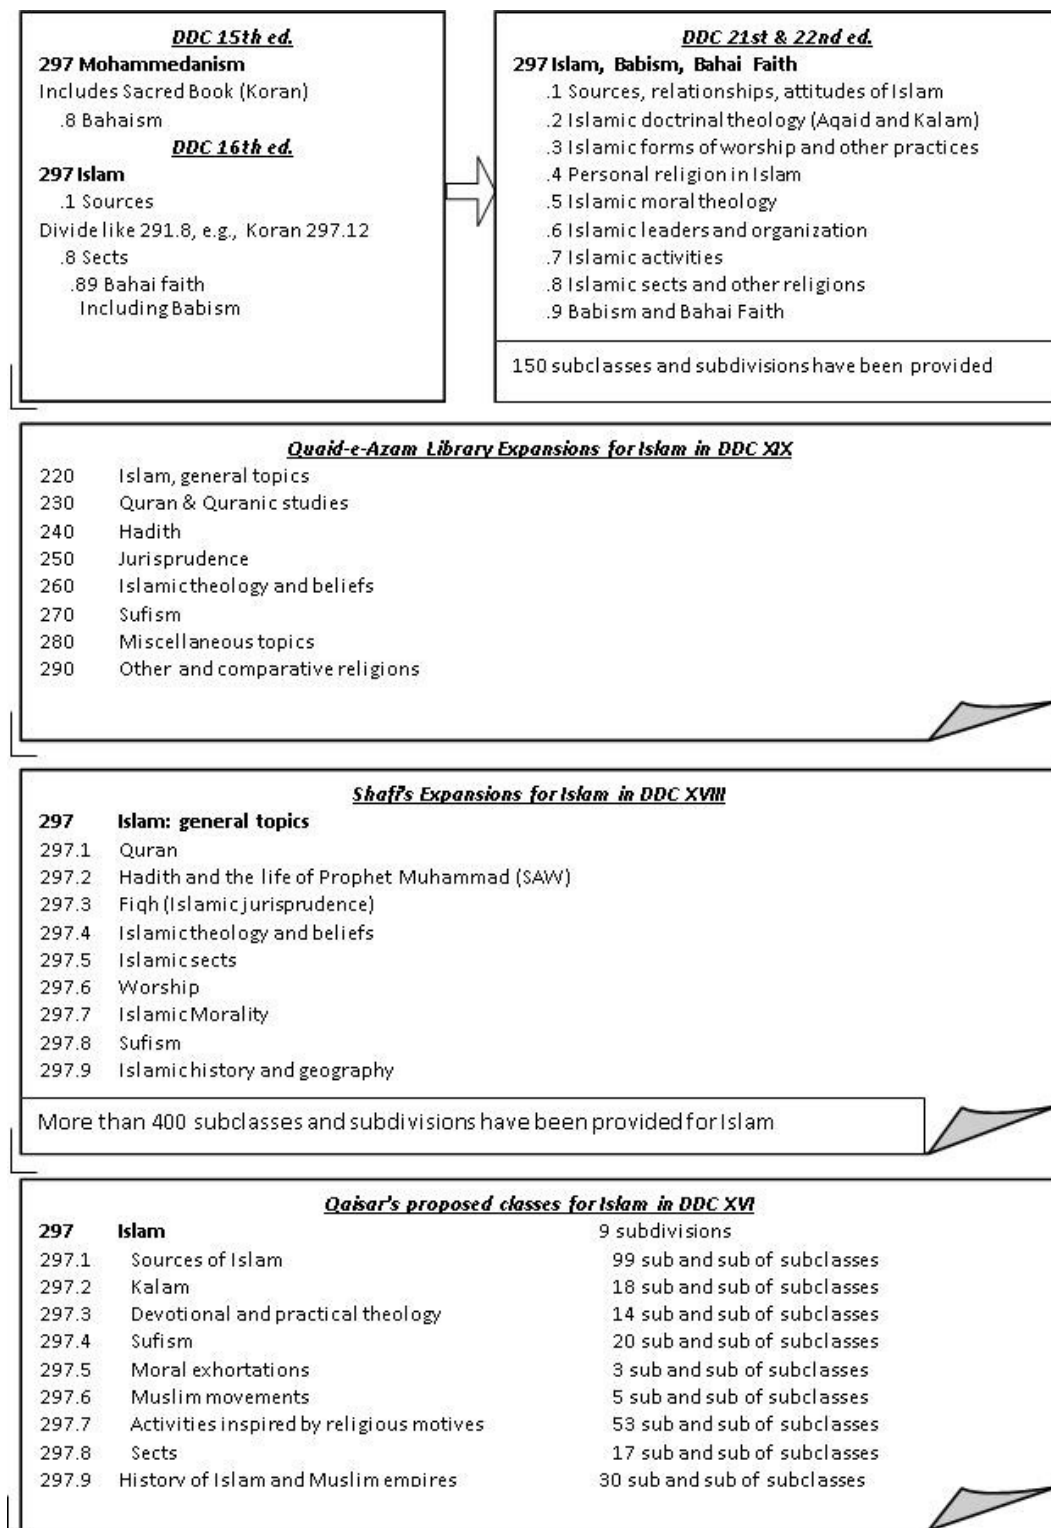 DDC 15th ed.
297 Mohammedanism
Includes Sacred Book (Koran)
.8 Bahaism
DDC 16th ed.
297 Islam
.1 Sources
Divide like 291.8, e.g., Koran 297.12
.8 Sects
.89 Bahai faith
Including Babism
DDC 21st & 22nd ed.
297 Islam, Babism, Bahai Faith
.1 Sources, relationships, attitudes of Islam
.2 Islamic doctrinal theology (Aqaid and Kalam)
.3 Islamic forms of worship and other practices
.4 Personal religion in Islam
.5 Islamic moral theology
.6 Islamic leaders and organization
.7 Islamic activities
.8 Islamic sects and other religions
.9 Babism and Bahai Faith
150 subclasses and subdivisions have been provided
Quaid-e-Azam Library Expansions for Islam in DDC XIX
220 Islam, general topics
230 Quran & Quranic studies
240 Hadith
250 Jurisprudence
260 Islamic theology and beliefs
270 Sufism
280 Miscellaneous topics
290 Other and comparative religions
Shafi's Expansions for Islam in DDC XVIII
297 Islam: general topics
297.1 Quran
297.2 Hadith and the life of Prophet Muhammad (SAW)
297.3 Fiqh (Islamic jurisprudence)
297.4 Islamic theology and beliefs
297.5 Islamic sects
297.6 Worship
297.7 Islamic Morality
297.8 Sufism
297.9 Islamic history and geography
More than 400 subclasses and subdivisions have been provided for Islam
Qaisar's proposed classes for Islam in DDC XVI
297 Islam 9 subdivisions
297.1 Sources of Islam 99 sub and sub of subclasses
297.2 Kalam 18 sub and sub of subclasses
297.3 Devotional and practical theology 14 sub and sub of subclasses
297.4 Sufism 20 sub and sub of subclasses
297.5 Moral exhortations 3 sub and sub of subclasses
297.6 Muslim movements 5 sub and sub of subclasses
297.7 Activities inspired by religious motives 53 sub and sub of subclasses
297.8 Sects 17 sub and sub of subclasses
297.9 History of Islam and Muslim empires 30 sub and sub of subclasses